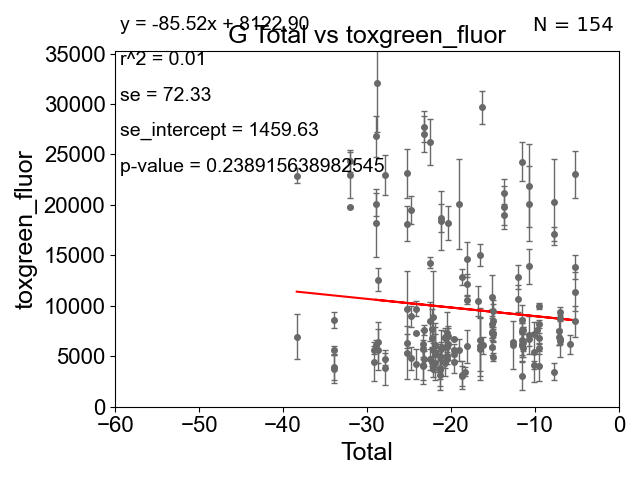 y = -85.52x + 8122.90
N = 154
G Total vs toxgreen_fluor
r^2 = 0.01
se = 72.33
se_intercept = 1459.63
p-value = 0.238915638982545
35000
30000
25000
20000
15000
10000
5000
0
toxgreen_fluor
−60 −50 −40 −30 −20 −10 0
Total